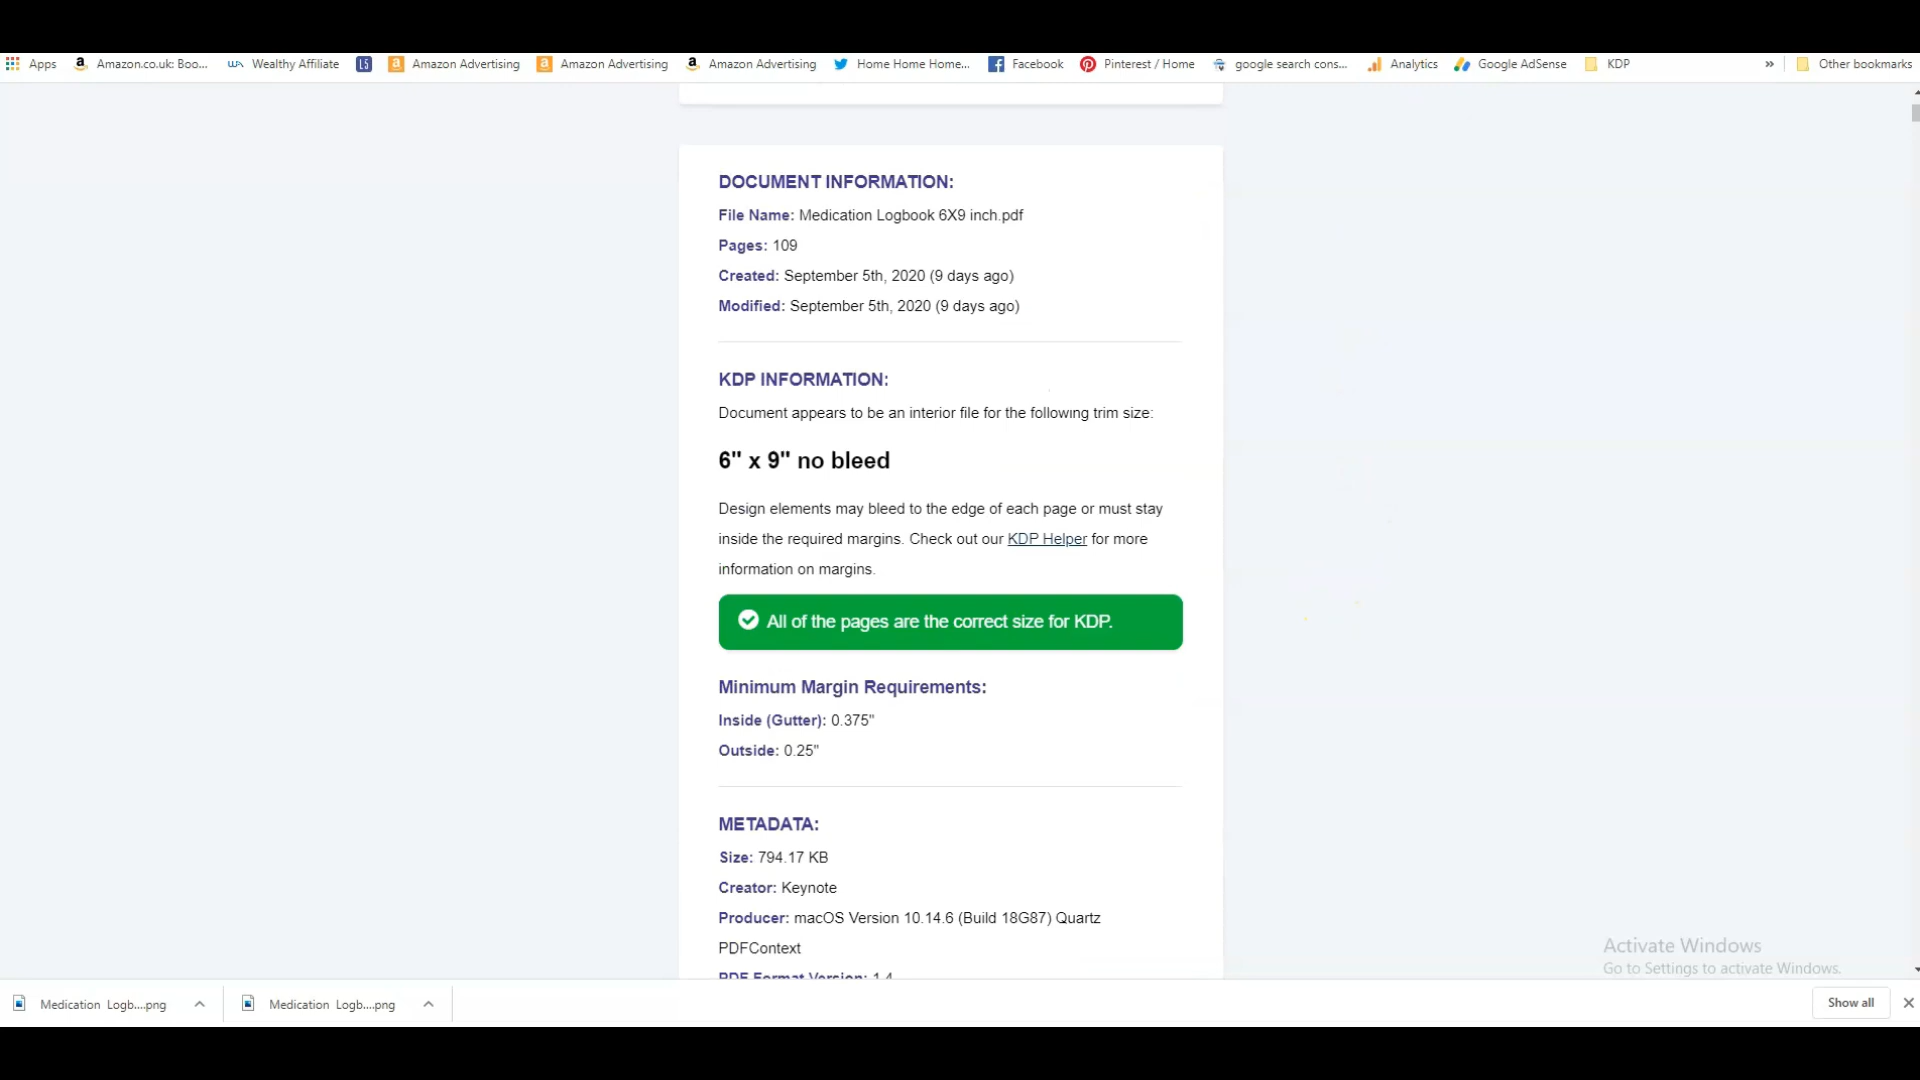 Apps Amazon.co.uk: Boo... Wealthy Affiliate L5 Amazon Advertising Amazon Advertising Amazon Advertising Home Home Home... Facebook Pinterest / Home google search cons... Analytics Google AdSense KDP » Other bookmarks
DOCUMENT INFORMATION:
File Name: Medication Logbook 6X9 inch.pdf
Pages: 109
Created: September 5th, 2020 (9 days ago)
Modified: September 5th, 2020 (9 days ago)
KDP INFORMATION:
Document appears to be an interior file for the following trim size:
6" x 9" no bleed
Design elements may bleed to the edge of each page or must stay
inside the required margins. Check out our KDP Helper for more
information on margins.
All of the pages are the correct size for KDP.
Minimum Margin Requirements:
Inside (Gutter): 0.375"
Outside: 0.25"
METADATA:
Size: 794.17 KB
Creator: Keynote
Producer: macOS Version 10.14.6 (Build 18G87) Quartz
PDFContext
PDF Format Version: 1.4
Activate Windows
Go to Settings to activate Windows.
Medication Logb....png Medication Logb....png Show all